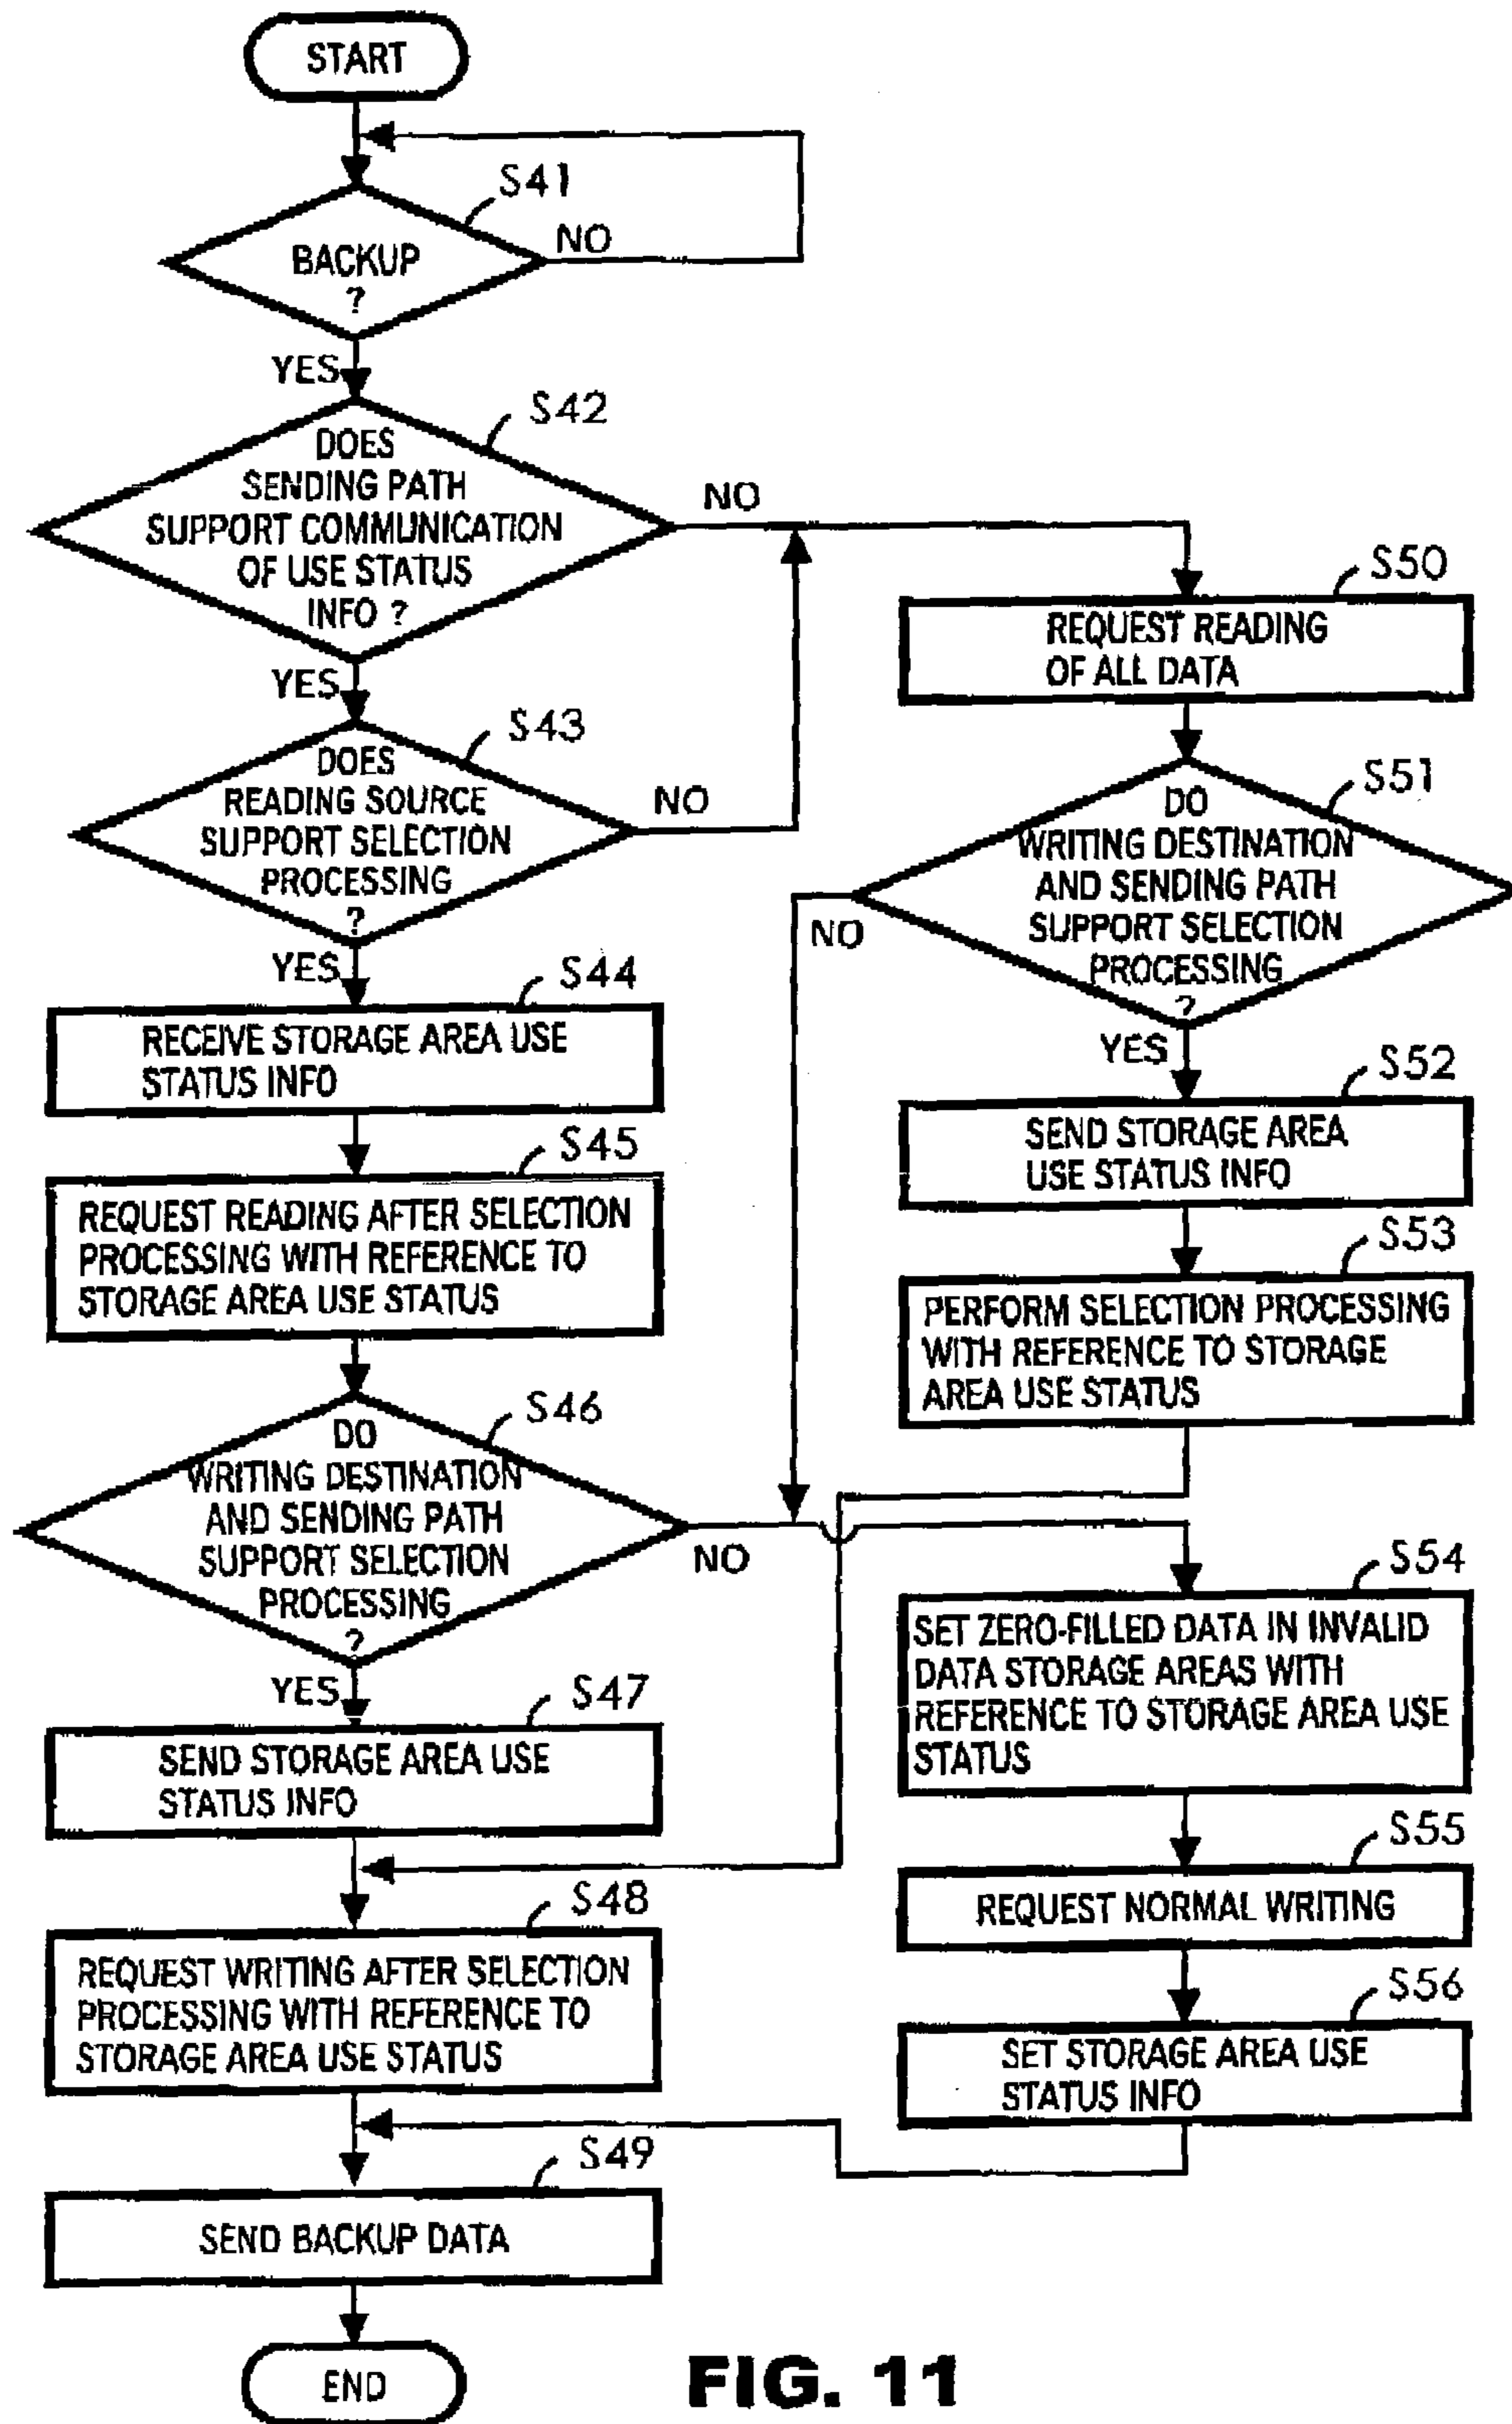 START
S41
BACKUP
?
NO
YES
S42
DOES
SENDING PATH
SUPPORT COMMUNICATION
OF USE STATUS
INFO ?
NO
YES
S43
DOES
READING SOURCE
SUPPORT SELECTION
PROCESSING
?
NO
YES
S44
RECEIVE STORAGE AREA USE
STATUS INFO
S45
REQUEST READING AFTER SELECTION
PROCESSING WITH REFERENCE TO
STORAGE AREA USE STATUS
S46
DO
WRITING DESTINATION
AND SENDING PATH
SUPPORT SELECTION
PROCESSING
?
NO
YES
S47
SEND STORAGE AREA USE
STATUS INFO
S48
REQUEST WRITING AFTER SELECTION
PROCESSING WITH REFERENCE TO
STORAGE AREA USE STATUS
S49
SEND BACKUP DATA
END
S50
REQUEST READING
OF ALL DATA
S51
DO
WRITING DESTINATION
AND SENDING PATH
SUPPORT SELECTION
PROCESSING
?
NO
YES
S52
SEND STORAGE AREA
USE STATUS INFO
S53
PERFORM SELECTION PROCESSING
WITH REFERENCE TO STORAGE
AREA USE STATUS
S54
SET ZERO-FILLED DATA IN INVALID
DATA STORAGE AREAS WITH
REFERENCE TO STORAGE AREA USE
STATUS
S55
REQUEST NORMAL WRITING
S56
SET STORAGE AREA USE
STATUS INFO
FIG. 11